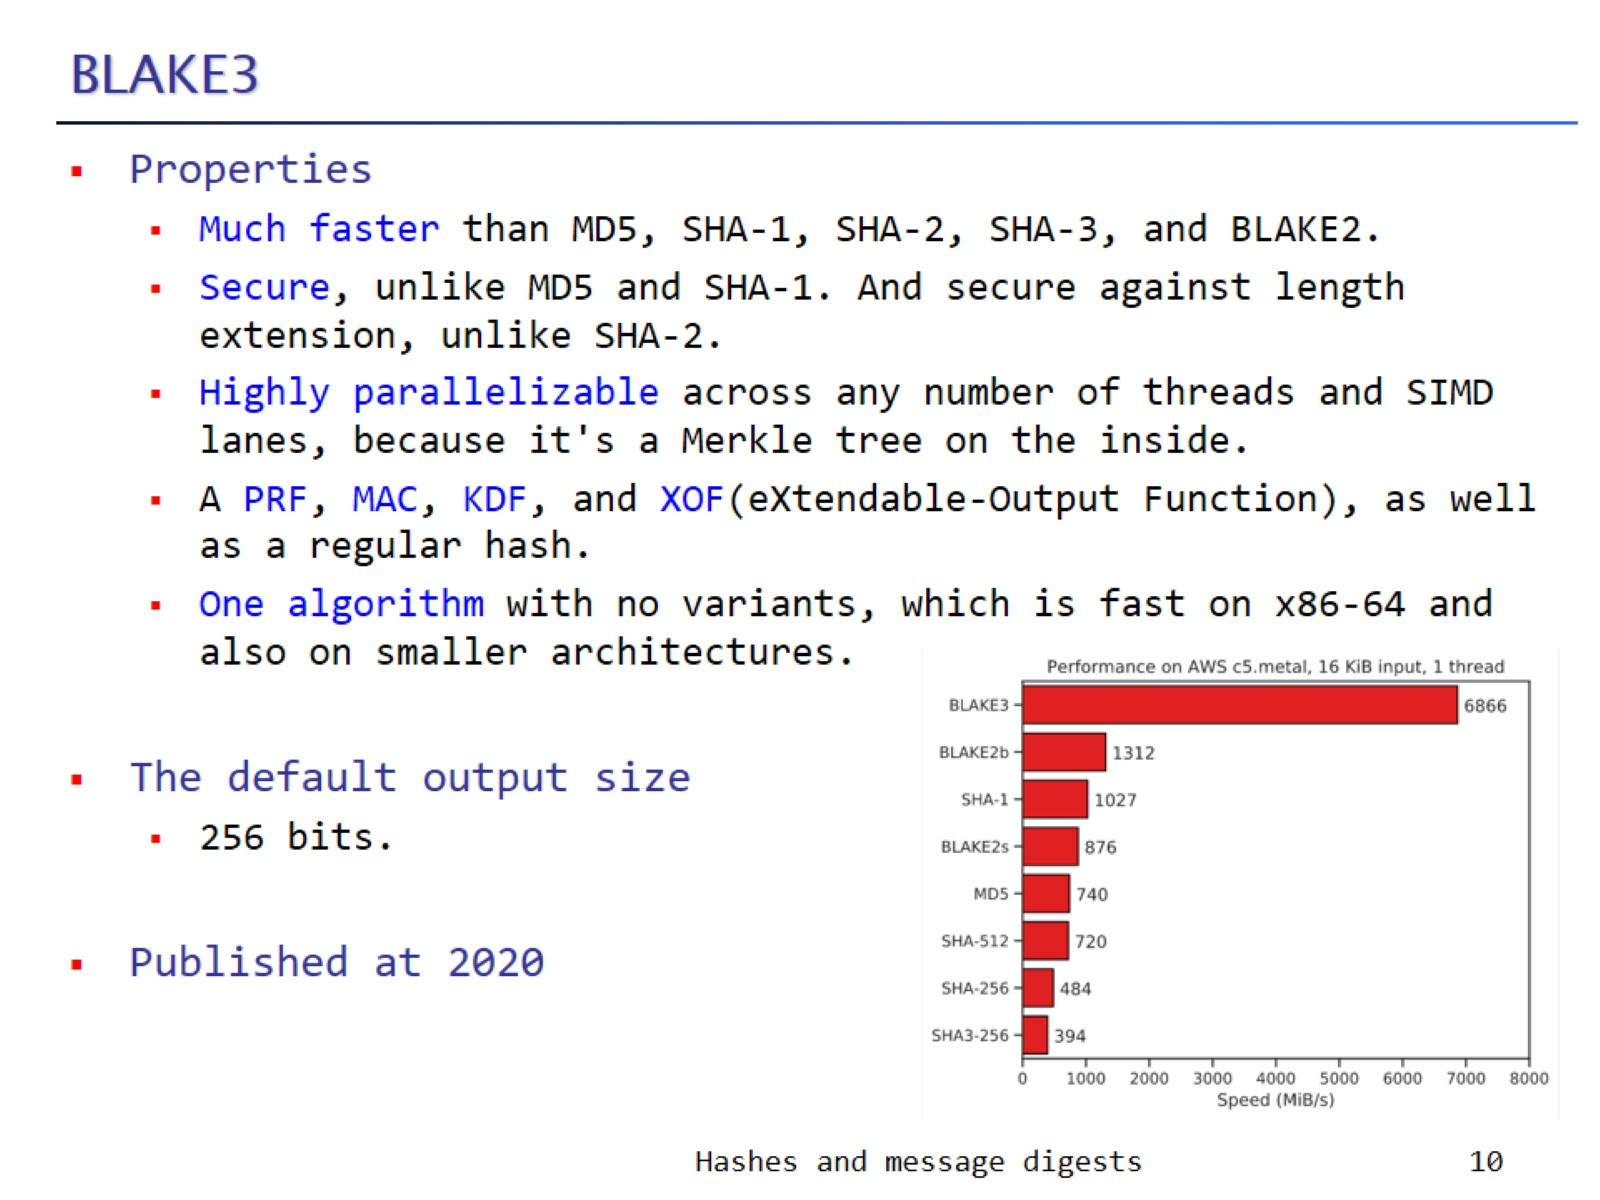 BLAKE3
Properties
Much faster than MD5, SHA-1, SHA-2, SHA-3, and BLAKE2.
Secure, unlike MD5 and SHA-1. And secure against length
extension, unlike SHA-2.
Highly parallelizable across any number of threads and SIMD
lanes, because it's a Merkle tree on the inside.
A PRF, MAC, KDF, and XOF(eXtendable-Output Function), as well
as a regular hash.
One algorithm with no variants, which is fast on x86-64 and
also on smaller architectures.
The default output size
256 bits.
Published at 2020
Performance on AWS c5.metal, 16 KiB input, 1 thread
BLAKE3 6866
BLAKE2b 1312
SHA-1 1027
BLAKE2s 876
MD5 740
SHA-512 720
SHA-256 484
SHA3-256 394
0 1000 2000 3000 4000 5000 6000 7000 8000
Speed (MiB/s)
Hashes and message digests 10